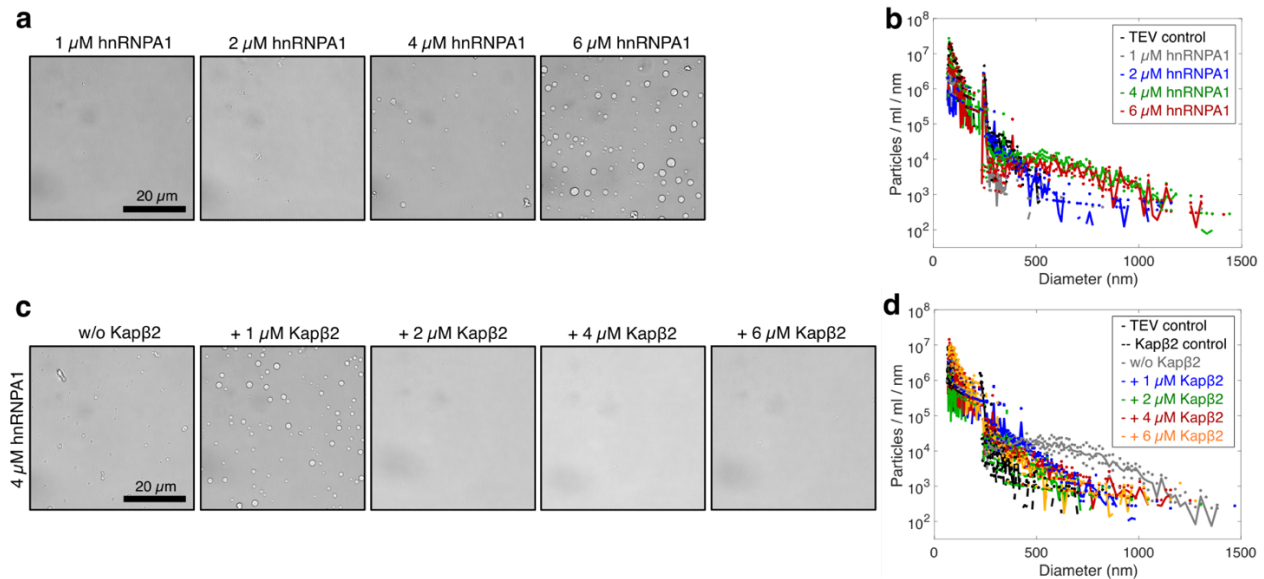 a
1 µM hnRNPA1
2 µM hnRNPA1
4 µM hnRNPA1
6 µM hnRNPA1
20 µm
b
Particles / ml / nm
10⁸
10⁷
10⁶
10⁵
10⁴
10³
10²
0
500
1000
1500
Diameter (nm)
- TEV control
- 1 µM hnRNPA1
- 2 µM hnRNPA1
- 4 µM hnRNPA1
- 6 µM hnRNPA1
c
w/o Kapβ2
+ 1 µM Kapβ2
+ 2 µM Kapβ2
+ 4 µM Kapβ2
+ 6 µM Kapβ2
4 µM hnRNPA1
20 µm
d
Particles / ml / nm
10⁸
10⁷
10⁶
10⁵
10⁴
10³
10²
0
500
1000
1500
Diameter (nm)
- TEV control
-- Kapβ2 control
- w/o Kapβ2
- + 1 µM Kapβ2
- + 2 µM Kapβ2
- + 4 µM Kapβ2
- + 6 µM Kapβ2